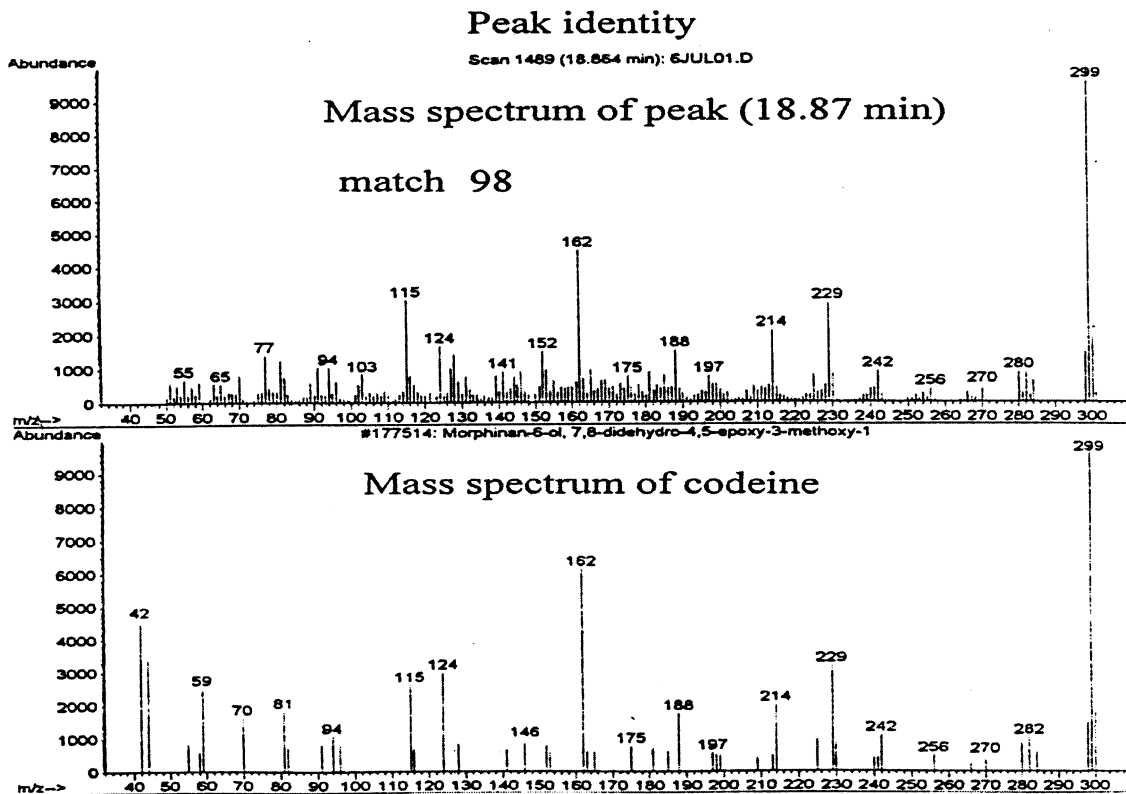 Peak identity
Scan 1489 (18.864 min): 6JUL01.D
Abundance
Mass spectrum of peak (18.87 min)
match 98
9000
8000
7000
6000
5000
4000
3000
2000
1000
0
55 65 77 94 103 115 124 141 152 162 175 188 197 214 229 242 256 270 280 299
m/z--> 40 50 60 70 80 90 100 110 120 130 140 150 160 170 180 190 200 210 220 230 240 250 260 270 280 290 300
Abundance
#177514: Morphinan-6-ol, 7,8-didehydro-4,5-epoxy-3-methoxy-1
Mass spectrum of codeine
9000
8000
7000
6000
5000
4000
3000
2000
1000
0
42 59 70 81 94 115 124 146 162 175 188 197 214 229 242 256 270 282 299
m/z--> 40 50 60 70 80 90 100 110 120 130 140 150 160 170 180 190 200 210 220 230 240 250 260 270 280 290 300